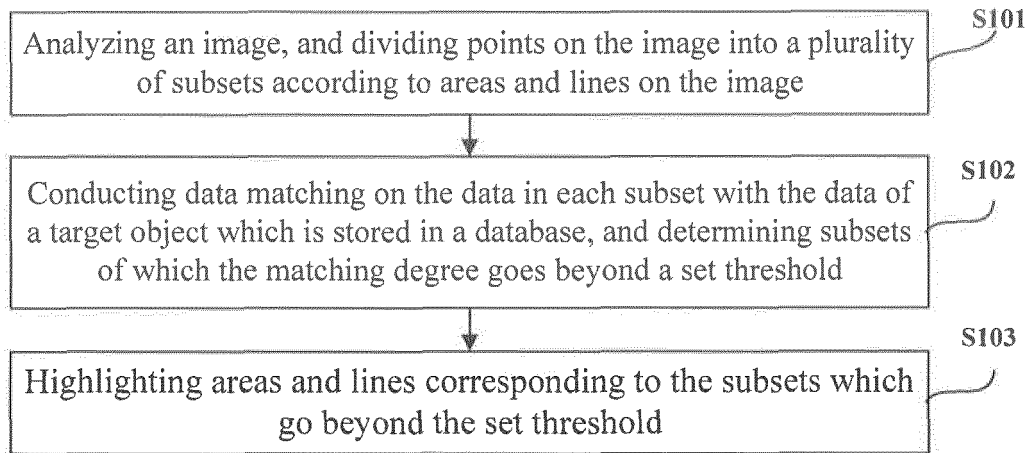 S101
Analyzing an image, and dividing points on the image into a plurality
of subsets according to areas and lines on the image
S102
Conducting data matching on the data in each subset with the data of
a target object which is stored in a database, and determining subsets
of which the matching degree goes beyond a set threshold
S103
Highlighting areas and lines corresponding to the subsets which
go beyond the set threshold